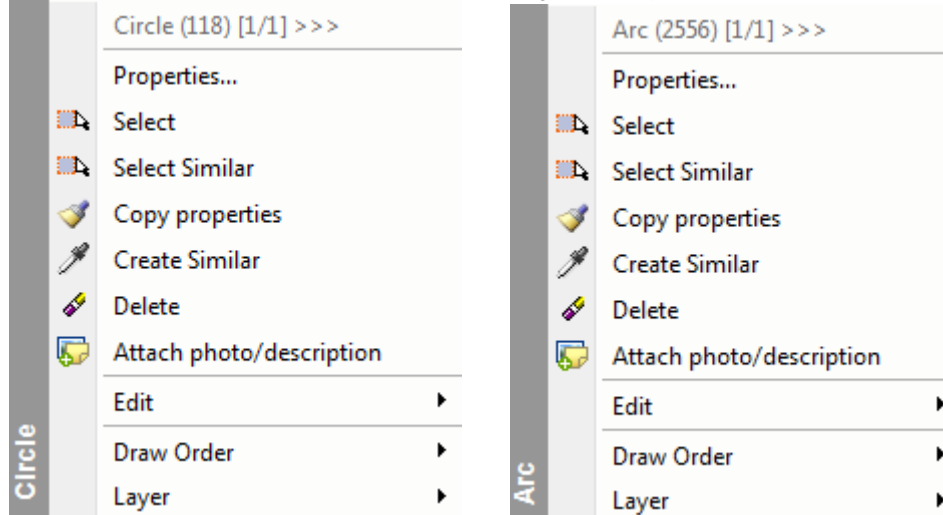 Circle (118) [1/1] >>>
Properties...
Select
Select Similar
Copy properties
Create Similar
Delete
Attach photo/description
Edit
Draw Order
Layer
Circle
Arc (2556) [1/1] >>>
Properties...
Select
Select Similar
Copy properties
Create Similar
Delete
Attach photo/description
Edit
Draw Order
Layer
Arc